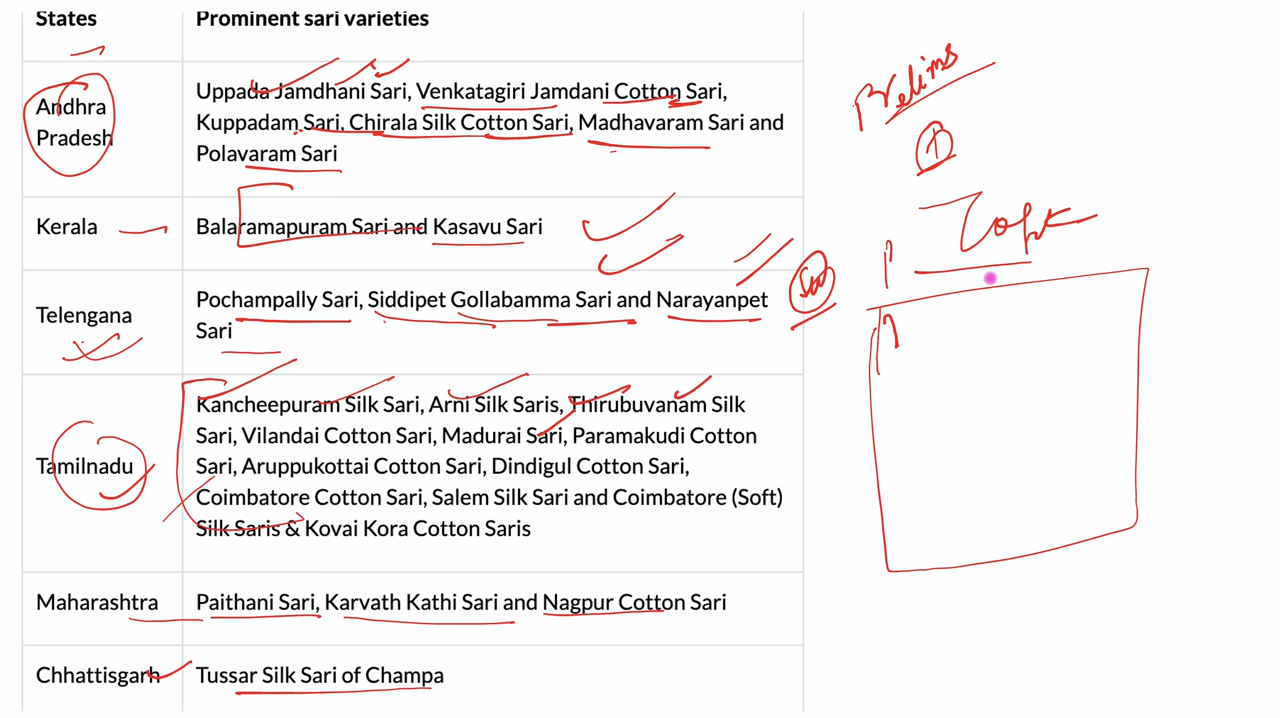 States Prominent sari varieties
Andhra
Pradesh
Uppada Jamdhani Sari, Venkatagiri Jamdani Cotton Sari,
Kuppadam Sari, Chirala Silk Cotton Sari, Madhavaram Sari and
Polavaram Sari
Kerala
Balaramapuram Sari and Kasavu Sari
Telengana
Pochampally Sari, Siddipet Gollabamma Sari and Narayanpet
Sari
Tamilnadu
Kancheepuram Silk Sari, Arni Silk Saris, Thirubuvanam Silk
Sari, Vilandai Cotton Sari, Madurai Sari, Paramakudi Cotton
Sari, Aruppukottai Cotton Sari, Dindigul Cotton Sari,
Coimbatore Cotton Sari, Salem Silk Sari and Coimbatore (Soft)
Silk Saris & Kovai Kora Cotton Saris
Maharashtra
Paithani Sari, Karvath Kathi Sari and Nagpur Cotton Sari
Chhattisgarh
Tussar Silk Sari of Champa
Prelims
1